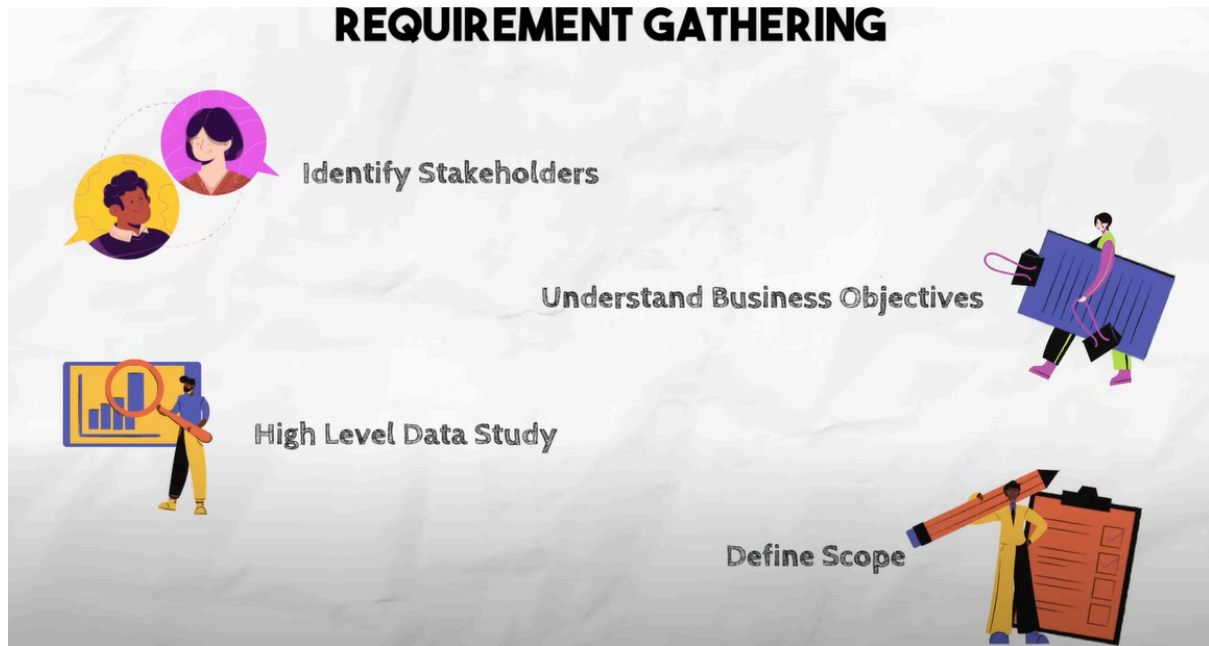 REQUIREMENT GATHERING
Identify Stakeholders
Understand Business Objectives
High Level Data Study
Define Scope